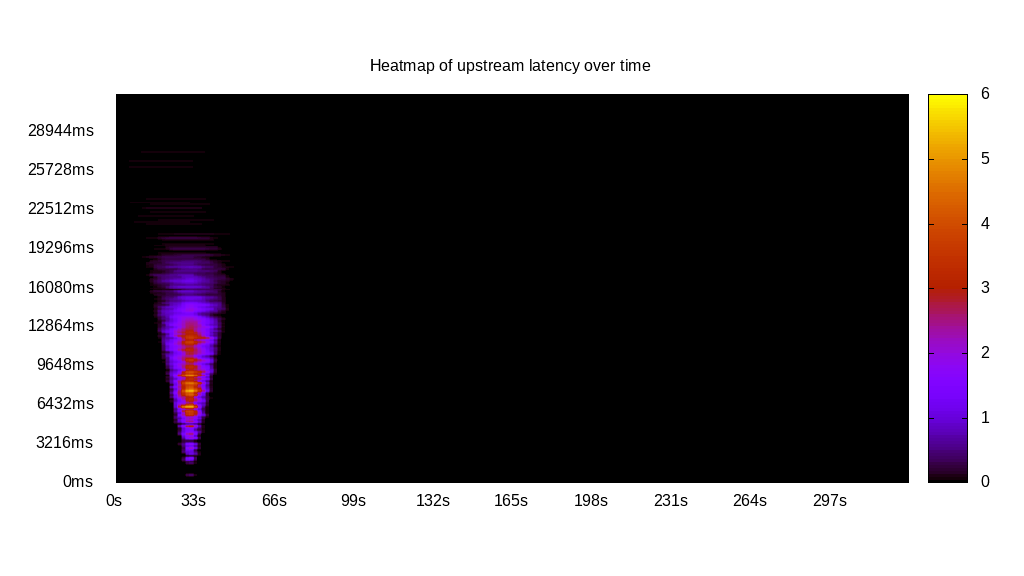 Heatmap of upstream latency over time
28944ms
25728ms
22512ms
19296ms
16080ms
12864ms
9648ms
6432ms
3216ms
0ms
0s 33s 66s 99s 132s 165s 198s 231s 264s 297s
6
5
4
3
2
1
0